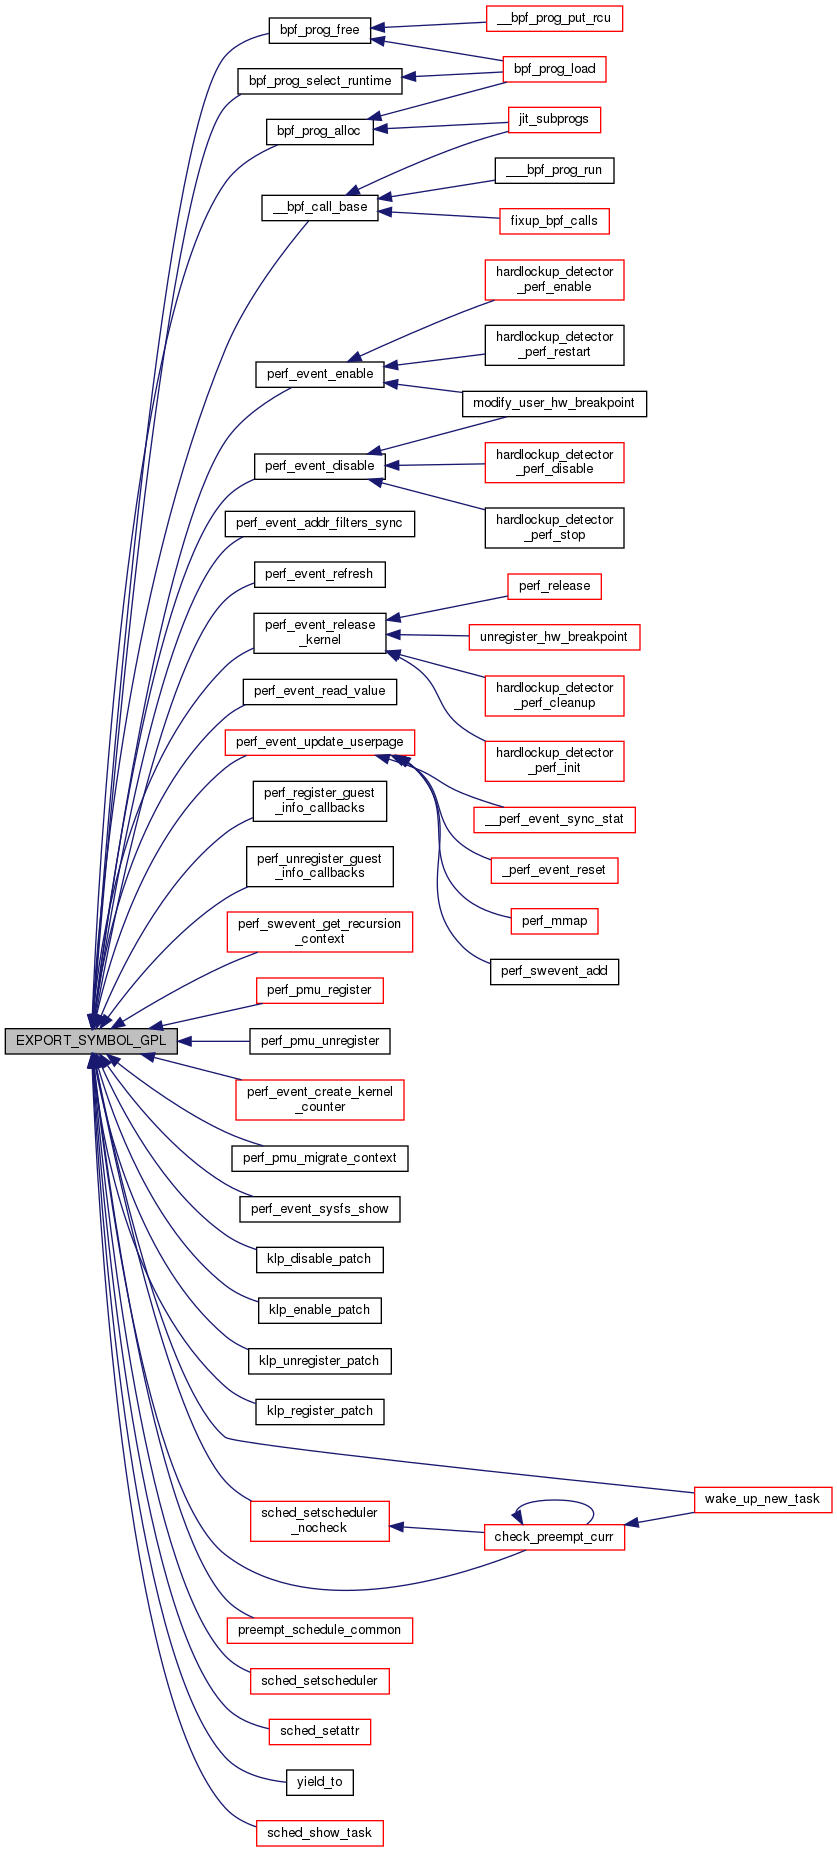 bpf_prog_free
__bpf_prog_put_rcu
bpf_prog_load
bpf_prog_select_runtime
bpf_prog_alloc
jit_subprogs
___bpf_prog_run
__bpf_call_base
fixup_bpf_calls
hardlockup_detector
_perf_enable
hardlockup_detector
_perf_restart
perf_event_enable
modify_user_hw_breakpoint
perf_event_disable
hardlockup_detector
_perf_disable
perf_event_addr_filters_sync
hardlockup_detector
_perf_stop
perf_event_refresh
perf_release
perf_event_release
_kernel
unregister_hw_breakpoint
perf_event_read_value
hardlockup_detector
_perf_cleanup
perf_event_update_userpage
hardlockup_detector
_perf_init
perf_register_guest
_info_callbacks
__perf_event_sync_stat
perf_unregister_guest
_info_callbacks
_perf_event_reset
perf_swevent_get_recursion
_context
perf_mmap
perf_swevent_add
perf_pmu_register
EXPORT_SYMBOL_GPL
perf_pmu_unregister
perf_event_create_kernel
_counter
perf_pmu_migrate_context
perf_event_sysfs_show
klp_disable_patch
klp_enable_patch
klp_unregister_patch
klp_register_patch
wake_up_new_task
sched_setscheduler
_nocheck
check_preempt_curr
preempt_schedule_common
sched_setscheduler
sched_setattr
yield_to
sched_show_task